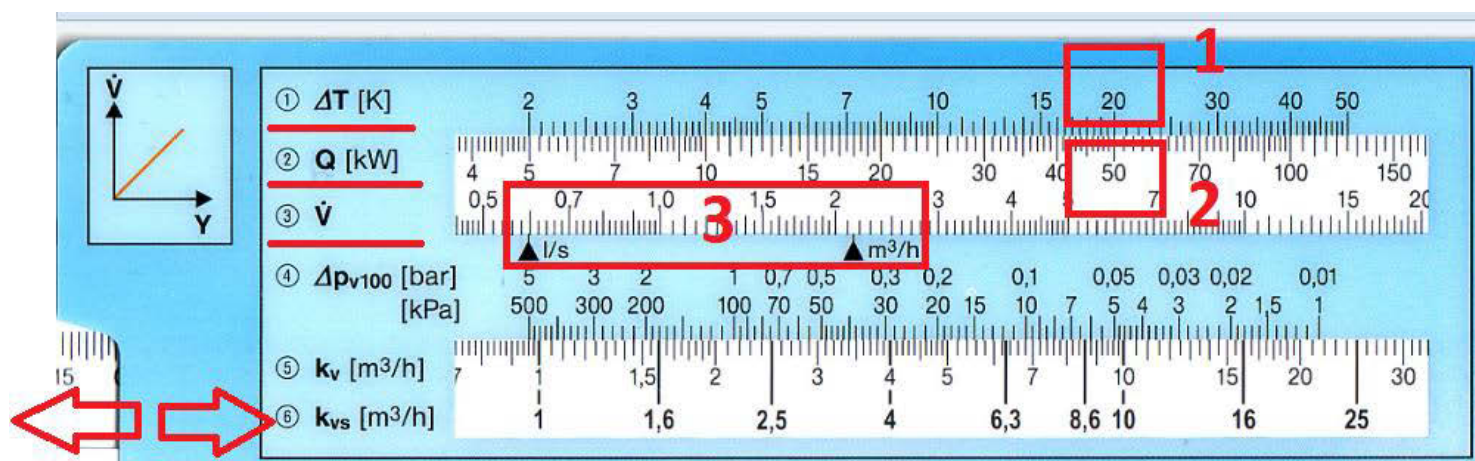 1
V̇
Y
① ΔT [K] 2 3 4 5 7 10 15 20 30 40 50
② Q [kW] 4 5 7 10 15 20 30 40 50 70 100 150
2
③ V̇ 0,5 0,7 1,0 1,5 2 3 4 5 7 10 15 20
3
l/s m³/h
④ Δpv100 [bar] 5 3 2 1 0,7 0,5 0,3 0,2 0,1 0,05 0,03 0,02 0,01
[kPa] 500 300 200 100 70 50 30 20 15 10 7 5 4 3 2 1,5 1
15
⑤ kv [m³/h] 7 1 1,5 2 3 4 5 7 10 15 20 30
⑥ kvs [m³/h] 1 1,6 2,5 4 6,3 8,6 10 16 25